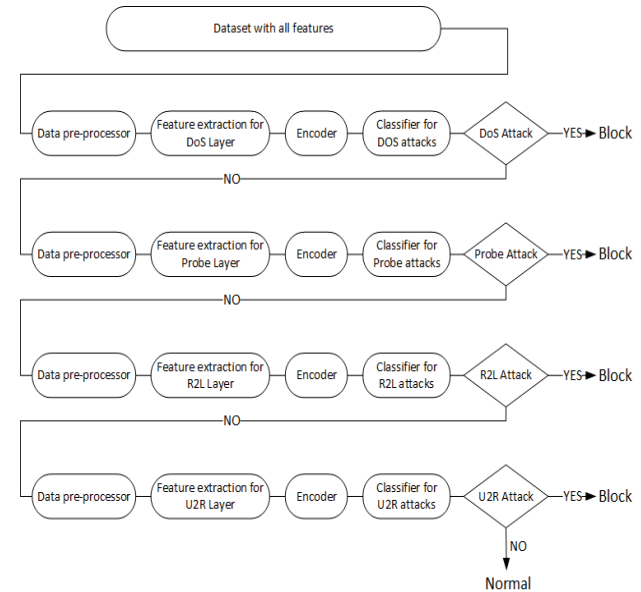 Dataset with all features
Data pre-processor
Feature extraction for
DoS Layer
Encoder
Classifier for
DOS attacks
DoS Attack
YES
Block
NO
Data pre-processor
Feature extraction for
Probe Layer
Encoder
Classifier for
Probe attacks
Probe Attack
YES
Block
NO
Data pre-processor
Feature extraction for
R2L Layer
Encoder
Classifier for
R2L attacks
R2L Attack
YES
Block
NO
Data pre-processor
Feature extraction for
U2R Layer
Encoder
Classifier for
U2R attacks
U2R Attack
YES
Block
NO
Normal